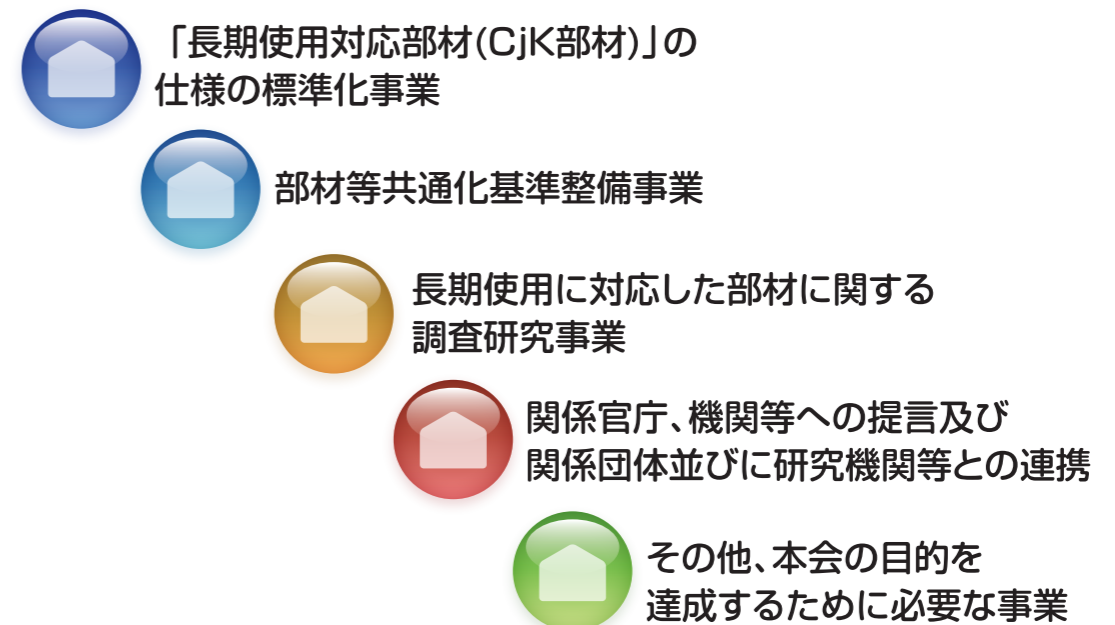 「長期使用対応部材(CjK部材)」の
仕様の標準化事業
部材等共通化基準整備事業
長期使用に対応した部材に関する
調査研究事業
関係官庁、機関等への提言及び
関係団体並びに研究機関等との連携
その他、本会の目的を
達成するために必要な事業